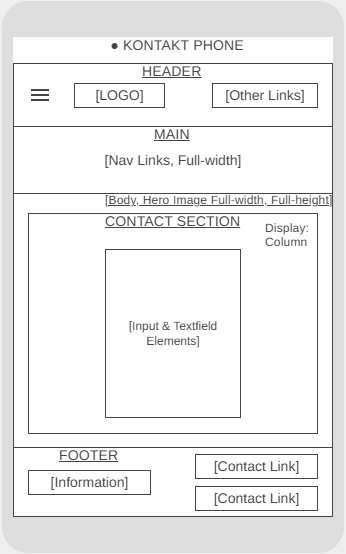 ● KONTAKT PHONE
HEADER
[LOGO]
[Other Links]
MAIN
[Nav Links, Full-width]
[Body, Hero Image Full-width, Full-height]
CONTACT SECTION
Display:
Column
[Input & Textfield
Elements]
FOOTER
[Information]
[Contact Link]
[Contact Link]